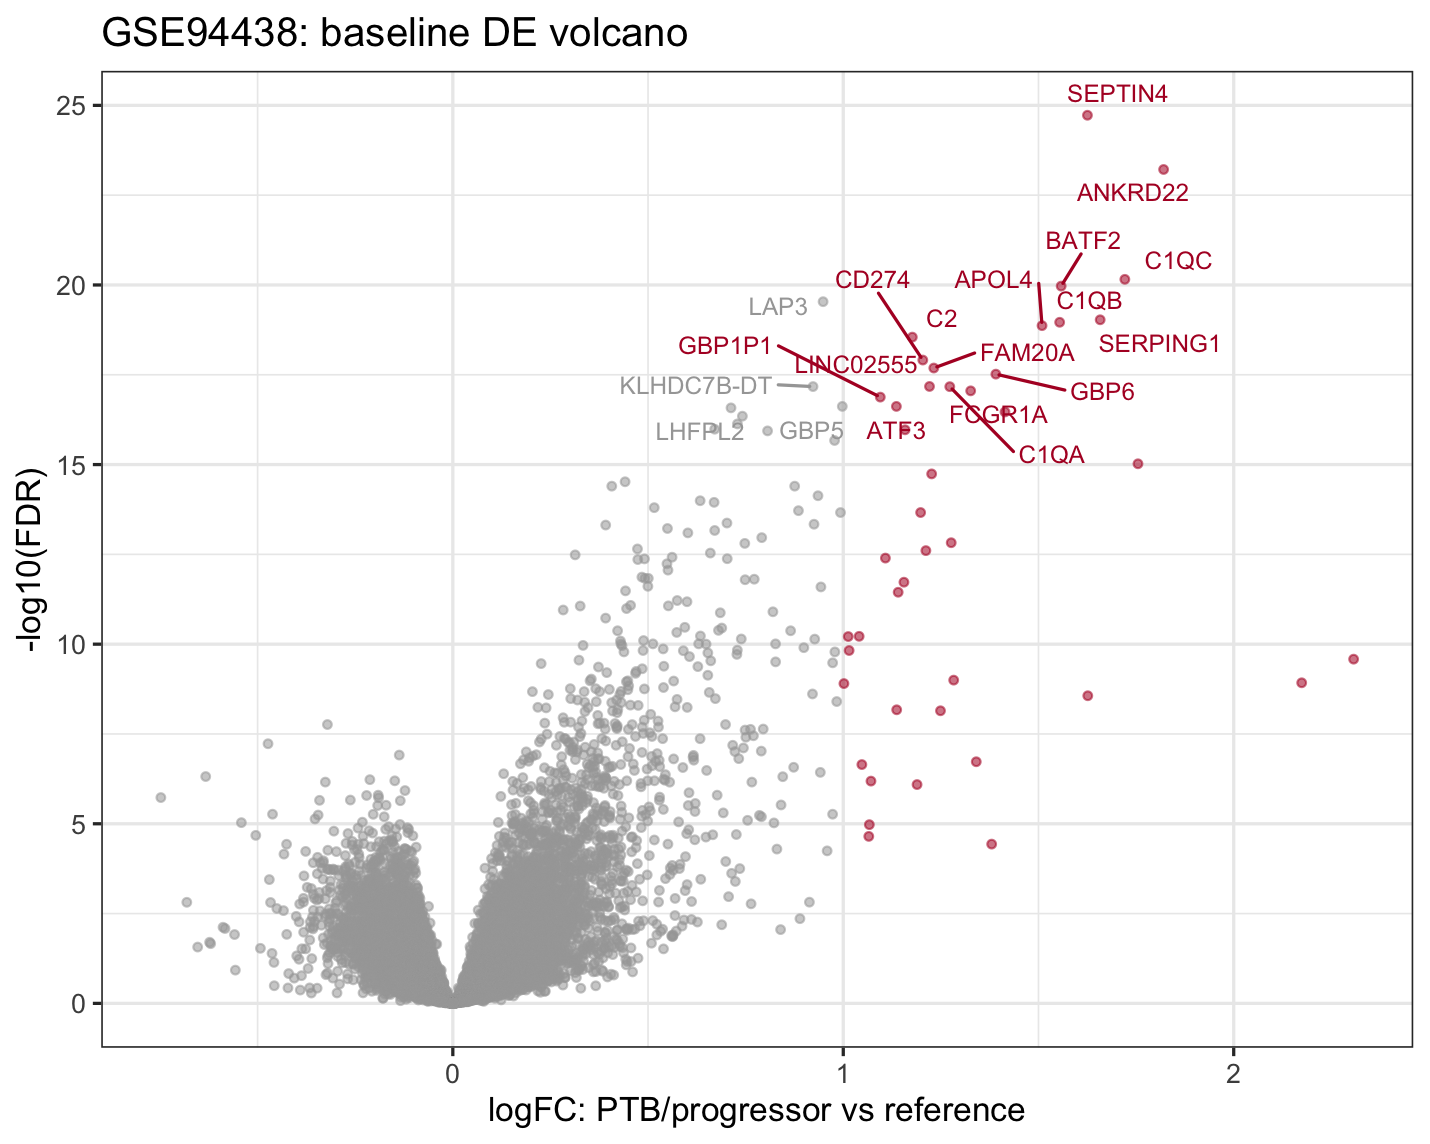 GSE94438: baseline DE volcano
SEPTIN4
ANKRD22
BATF2
C1QC
CD274
APOL4
LAP3
C1QB
C2
SERPING1
GBP1P1
FAM20A
LINC02555
KLHDC7B-DT
GBP6
FCGR1A
LHFPL2
GBP5
ATF3
C1QA
25
20
15
10
5
0
-log10(FDR)
0
1
2
logFC: PTB/progressor vs reference